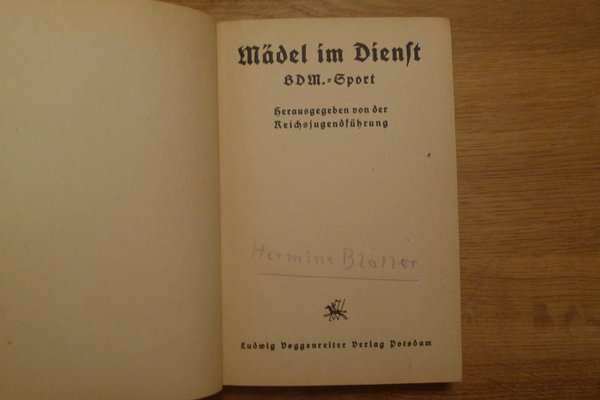 Mädel im Dienst
BDM.-Sport
Herausgegeben von der
Reichsjugendführung
Hermine Blatter
Ludwig Voggenreiter Verlag Potsdam